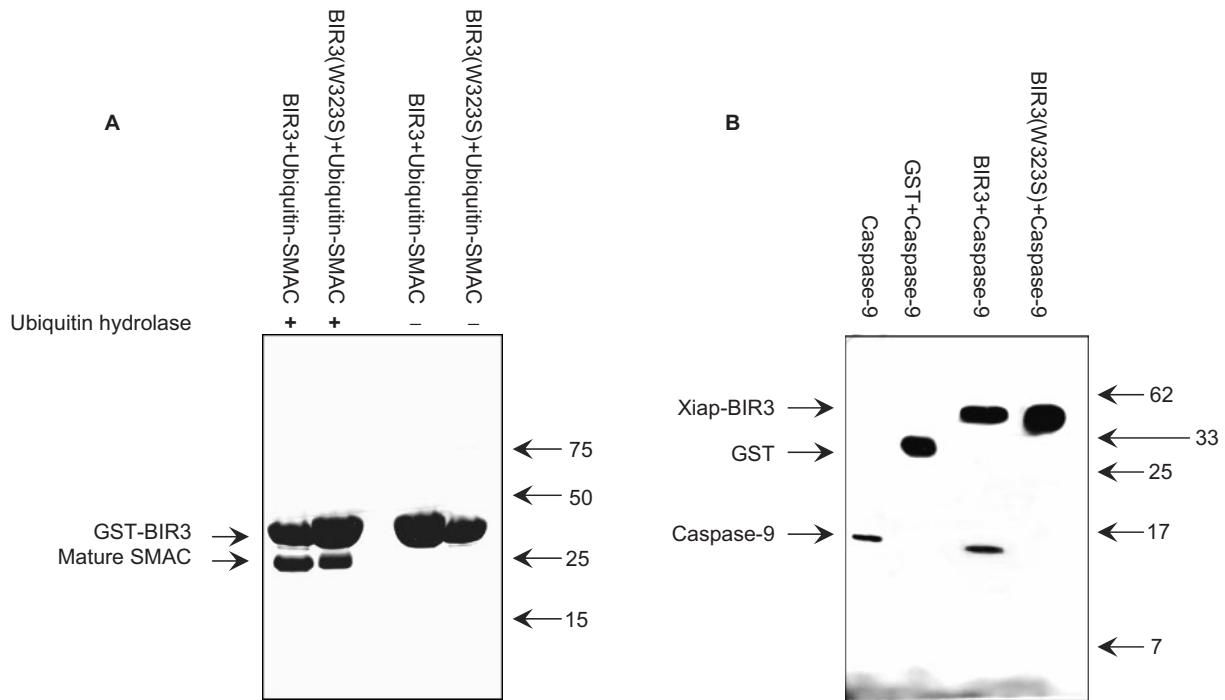 A
BIR3+Ubiquitin-SMAC
BIR3(W323S)+Ubiquitin-SMAC
BIR3+Ubiquitin-SMAC
BIR3(W323S)+Ubiquitin-SMAC
Ubiquitin hydrolase
+
+
–
–
75
50
GST-BIR3
Mature SMAC
25
15
B
Caspase-9
GST+Caspase-9
BIR3+Caspase-9
BIR3(W323S)+Caspase-9
Xiap-BIR3
62
33
GST
25
Caspase-9
17
7